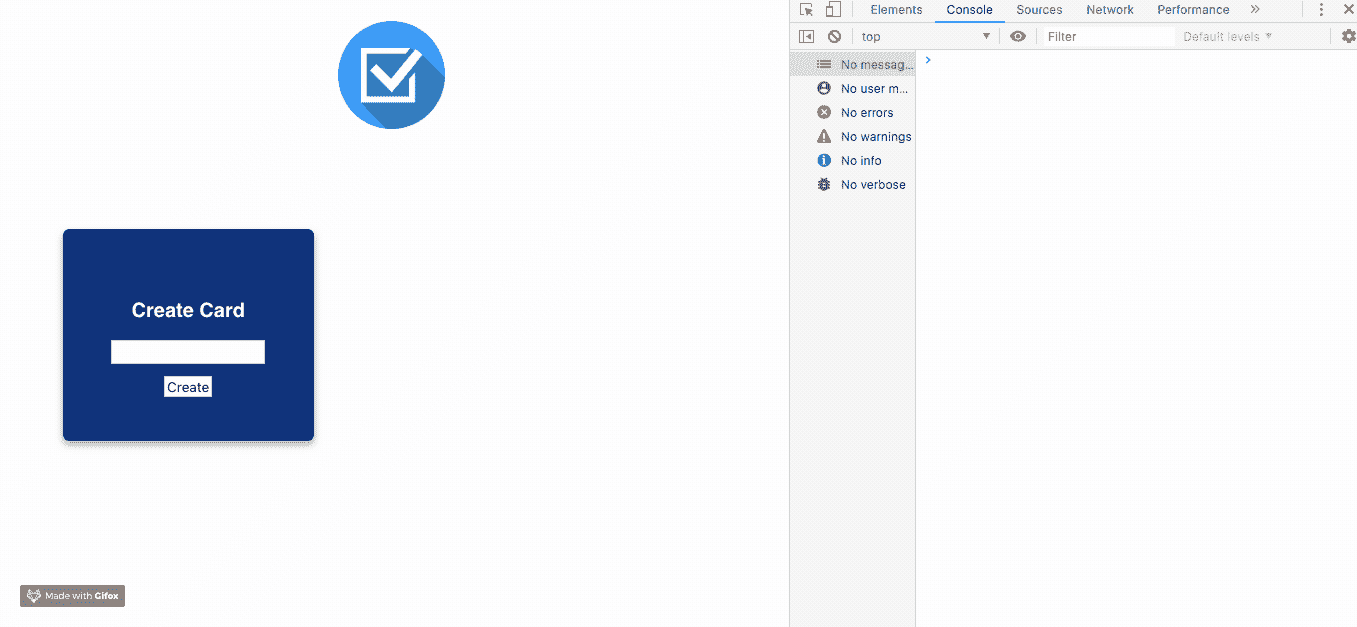 Elements Console Sources Network Performance
top Filter Default levels
No messag...
No user m...
No errors
No warnings
No info
No verbose
Create Card
Create
Made with Gifox